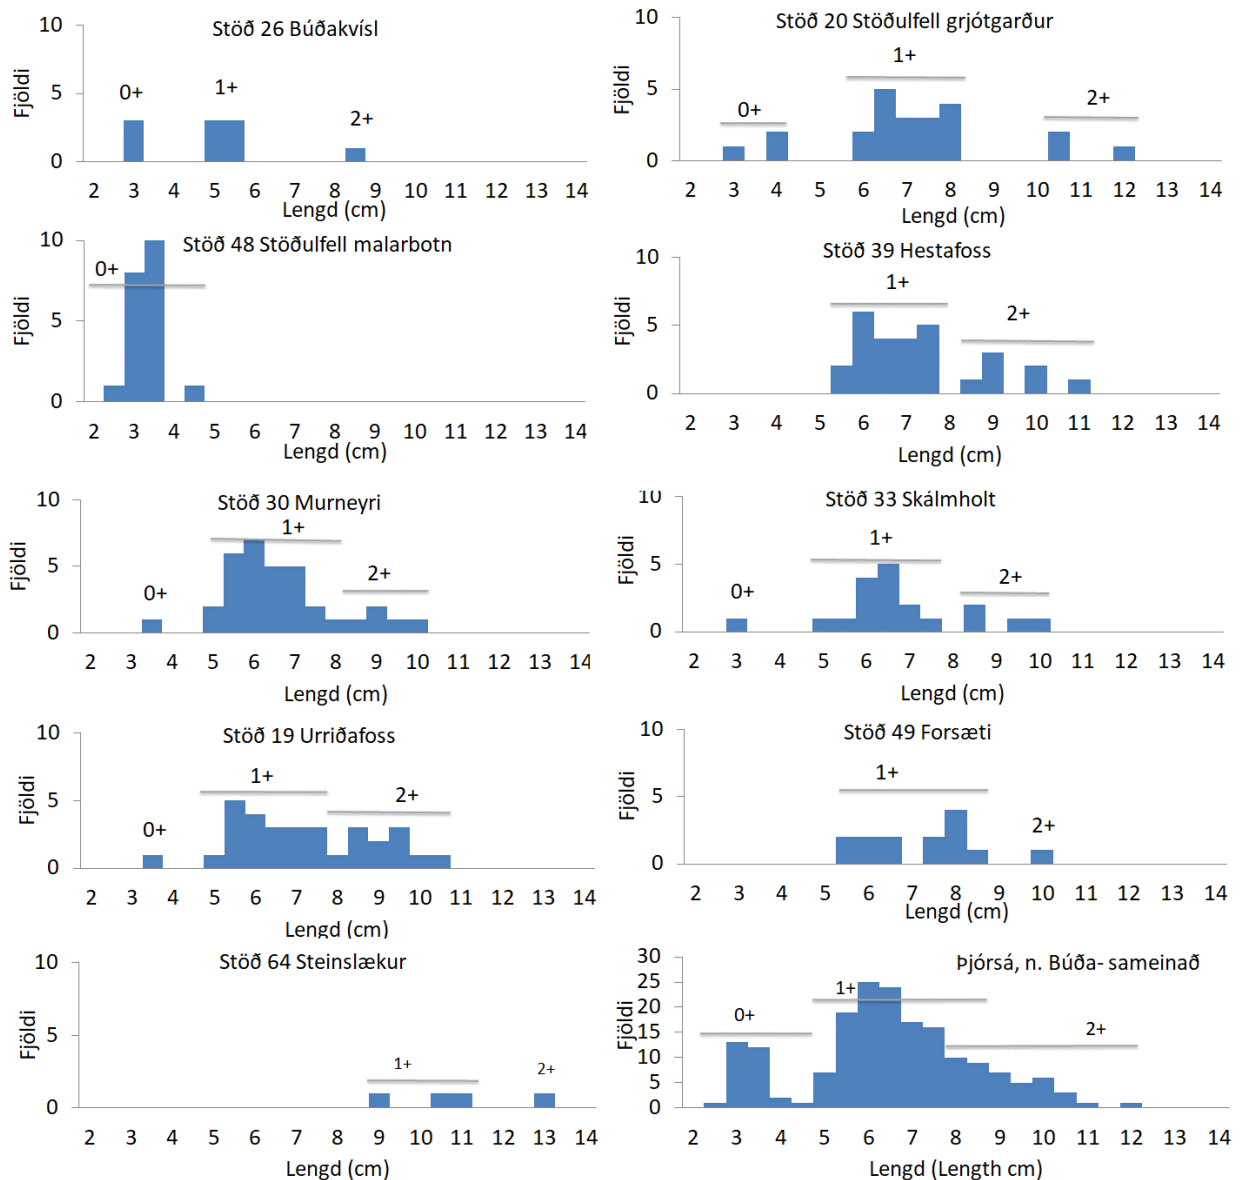 Stöð 26 Búðakvísl
Fjöldi
10
5
0
0+
1+
2+
2 3 4 5 6 7 8 9 10 11 12 13 14
Lengd (cm)
Stöð 20 Stöðulfell grjótgarður
Fjöldi
10
5
0
0+
1+
2+
2 3 4 5 6 7 8 9 10 11 12 13 14
Lengd (cm)
Stöð 48 Stöðulfell malarbotn
Fjöldi
10
5
0
0+
2 3 4 5 6 7 8 9 10 11 12 13 14
Lengd (cm)
Stöð 39 Hestafoss
Fjöldi
10
5
0
1+
2+
2 3 4 5 6 7 8 9 10 11 12 13 14
Lengd (cm)
Stöð 30 Murneyri
Fjöldi
10
5
0
0+
1+
2+
2 3 4 5 6 7 8 9 10 11 12 13 14
Lengd (cm)
Stöð 33 Skálmholt
Fjöldi
10
5
0
0+
1+
2+
2 3 4 5 6 7 8 9 10 11 12 13 14
Lengd (cm)
Stöð 19 Urriðafoss
Fjöldi
10
5
0
0+
1+
2+
2 3 4 5 6 7 8 9 10 11 12 13 14
Lengd (cm)
Stöð 49 Forsæti
Fjöldi
10
5
0
1+
2+
2 3 4 5 6 7 8 9 10 11 12 13 14
Lengd (cm)
Stöð 64 Steinslækur
Fjöldi
10
5
0
1+
2+
2 3 4 5 6 7 8 9 10 11 12 13 14
Lengd (cm)
Þjórsá, n. Búða- sameinað
Fjöldi
30
25
20
15
10
5
0
0+
1+
2+
2 3 4 5 6 7 8 9 10 11 12 13 14
Lengd (Length cm)